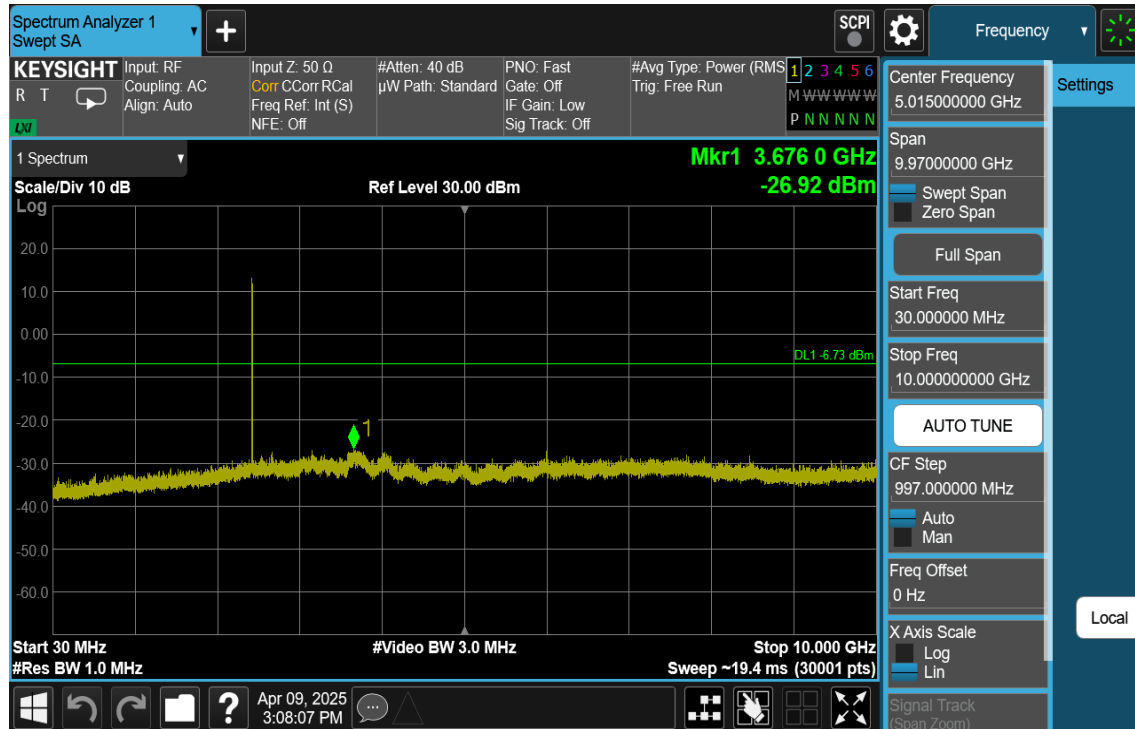 Spectrum Analyzer 1
Swept SA
+
SCPI
Frequency
KEYSIGHT
R T
LXI
Input: RF
Coupling: AC
Align: Auto
Input Z: 50 Ω
Corr CCorr RCal
Freq Ref: Int (S)
NFE: Off
#Atten: 40 dB
µW Path: Standard
PNO: Fast
Gate: Off
IF Gain: Low
Sig Track: Off
#Avg Type: Power (RMS
Trig: Free Run
1 2 3 4 5 6
M W W W W W
P N N N N N
1 Spectrum
Mkr1 3.676 0 GHz
-26.92 dBm
Scale/Div 10 dB
Ref Level 30.00 dBm
Log
20.0
10.0
0.00
-10.0
-20.0
-30.0
-40.0
-50.0
-60.0
DL1 -6.73 dBm
1
Start 30 MHz
#Video BW 3.0 MHz
Stop 10.000 GHz
#Res BW 1.0 MHz
Sweep ~19.4 ms (30001 pts)
?
Apr 09, 2025
3:08:07 PM
Center Frequency
5.015000000 GHz
Span
9.97000000 GHz
Swept Span
Zero Span
Full Span
Start Freq
30.000000 MHz
Stop Freq
10.000000000 GHz
AUTO TUNE
CF Step
997.000000 MHz
Auto
Man
Freq Offset
0 Hz
X Axis Scale
Log
Lin
Signal Track
(Span Zoom)
Settings
Local